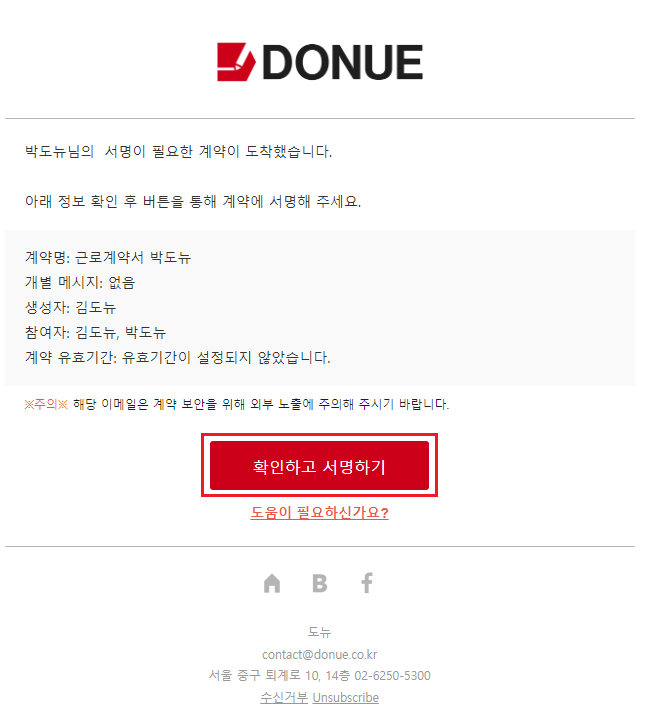 DONUE
박도뉴님의 서명이 필요한 계약이 도착했습니다.
아래 정보 확인 후 버튼을 통해 계약에 서명해 주세요.
계약명: 근로계약서 박도뉴
개별 메시지: 없음
생성자: 김도뉴
참여자: 김도뉴, 박도뉴
계약 유효기간: 유효기간이 설정되지 않았습니다.
※주의※ 해당 이메일은 계약 보안을 위해 외부 노출에 주의해 주시기 바랍니다.
확인하고 서명하기
도움이 필요하신가요?
B f
도뉴
contact@donue.co.kr
서울 중구 퇴계로 10, 14층 02-6250-5300
수신거부 Unsubscribe